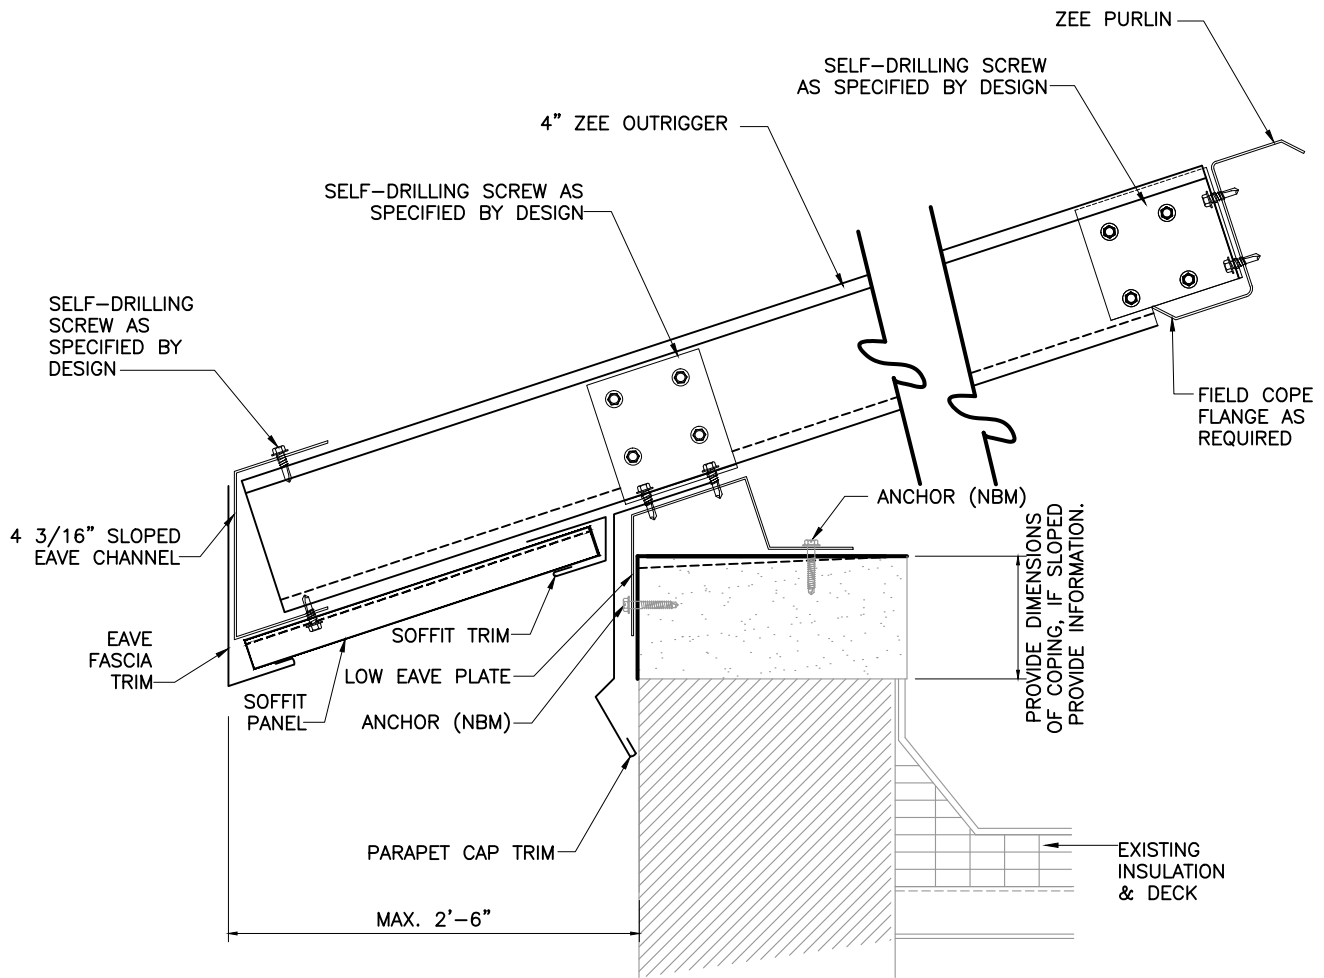 ZEE PURLIN
SELF-DRILLING SCREW
AS SPECIFIED BY DESIGN
4" ZEE OUTRIGGER
SELF-DRILLING SCREW AS
SPECIFIED BY DESIGN
SELF-DRILLING
SCREW AS
SPECIFIED BY
DESIGN
FIELD COPE
FLANGE AS
REQUIRED
ANCHOR (NBM)
4 3/16" SLOPED
EAVE CHANNEL
PROVIDE DIMENSIONS
OF COPING, IF SLOPED
PROVIDE INFORMATION.
EAVE
FASCIA
TRIM
SOFFIT TRIM
LOW EAVE PLATE
SOFFIT
PANEL
ANCHOR (NBM)
PARAPET CAP TRIM
EXISTING
INSULATION
& DECK
MAX. 2'-6"